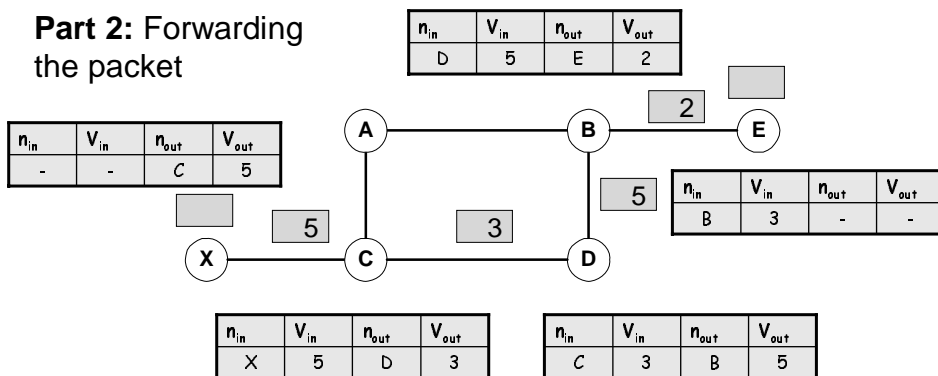 Part 2: Forwarding
the packet
n_in V_in n_out V_out
D 5 E 2
2
A B E
n_in V_in n_out V_out
- - C 5
n_in V_in n_out V_out
B 3 - -
5 3 5
X C D
n_in V_in n_out V_out
X 5 D 3
n_in V_in n_out V_out
C 3 B 5